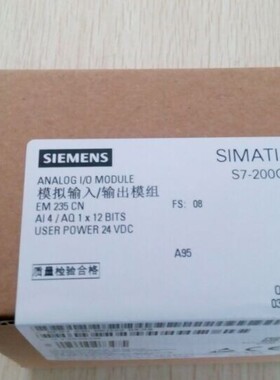 SIEMENS
SIMATI
ANALOG I/O MODULE
S7-200
模拟输入/输出模组
EM 235 CN
FS: 08
AI 4 / AQ 1 x 12 BITS
USER POWER 24 VDC
A95
质量检验合格